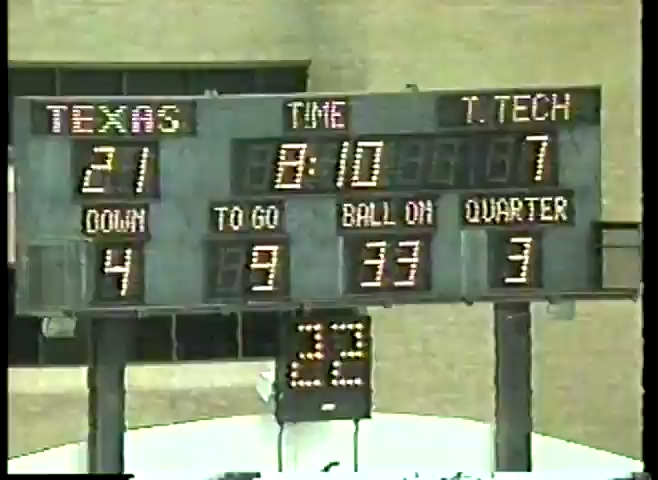 TEXAS TIME T. TECH
21 8:10 7
DOWN TO GO BALL ON QUARTER
4 9 33 3
22